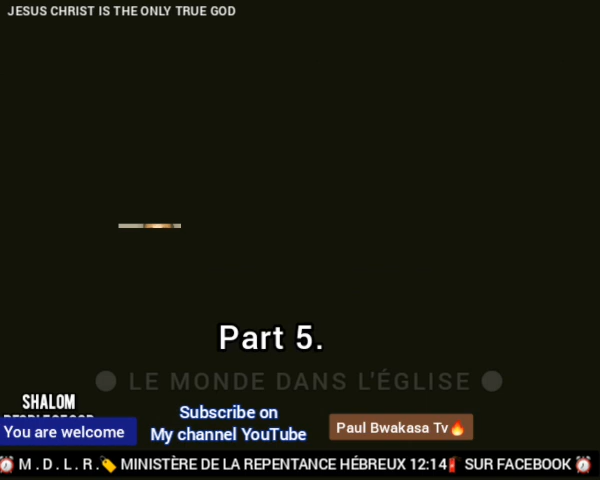 JESUS CHRIST IS THE ONLY TRUE GOD
Part 5.
● LE MONDE DANS L'ÉGLISE ●
SHALOM
You are welcome
Subscribe on
My channel YouTube
Paul Bwakasa Tv🔥
⏰ M . D . L . R .🏷️ MINISTÈRE DE LA REPENTANCE HÉBREUX 12:14🧧 SUR FACEBOOK ⏰